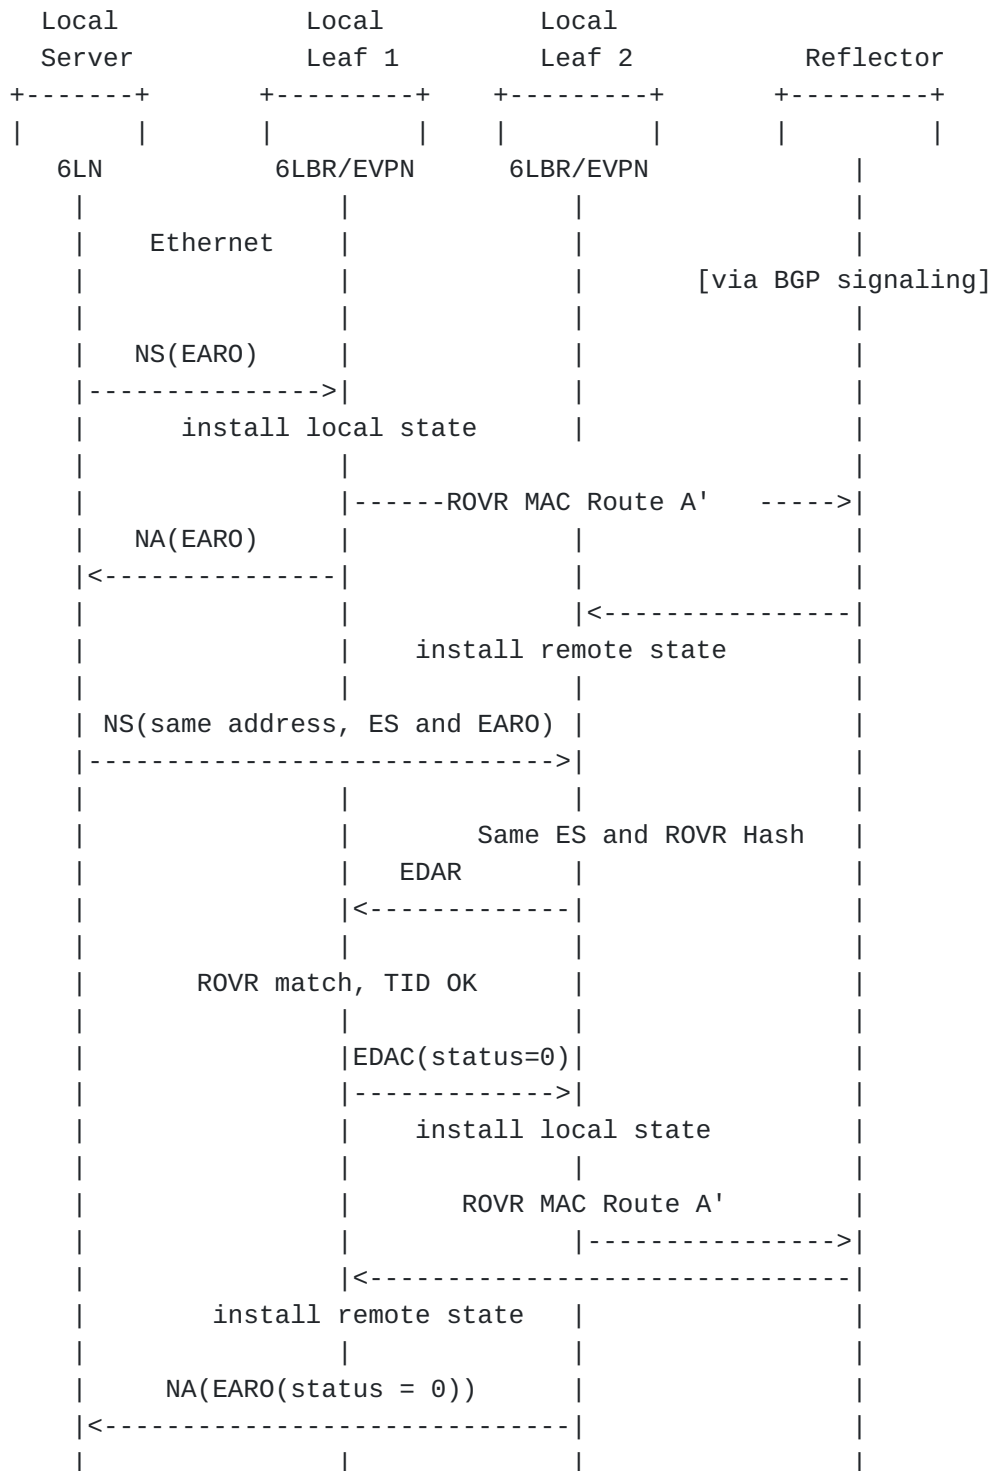 Local Local Local
Server Leaf 1 Leaf 2 Reflector
+-------+ +---------+ +---------+ +---------+
| | | | | | | |
6LN 6LBR/EVPN 6LBR/EVPN |
| | | |
| Ethernet | | |
| | | [via BGP signaling]
| | | |
| NS(EARO) | | |
|--------------->| | |
| install local state | |
| | |
| |------ROVR MAC Route A' ----->|
| NA(EARO) | | |
|<---------------| | |
| | |<----------------|
| | install remote state |
| | | |
| NS(same address, ES and EARO) | |
|------------------------------>| |
| | | |
| | Same ES and ROVR Hash |
| | EDAR | |
| |<-------------| |
| | | |
| ROVR match, TID OK | |
| | | |
| |EDAC(status=0)| |
| |------------->| |
| | install local state |
| | | |
| | ROVR MAC Route A' |
| | |---------------->|
| |<-------------------------------|
| install remote state | |
| | | |
| NA(EARO(status = 0)) | |
|<------------------------------| |
| | | |